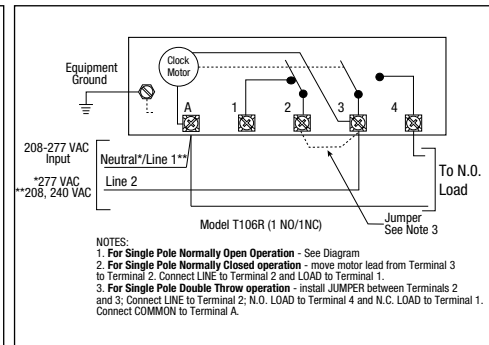 Equipment
Ground
Clock
Motor
A 1 2 3 4
208-277 VAC
Input
*277 VAC
**208, 240 VAC
Neutral*/Line 1**
Line 2
To N.O.
Load
Jumper
See Note 3
Model T106R (1 NO/1NC)
NOTES:
1. For Single Pole Normally Open Operation - See Diagram
2. For Single Pole Normally Closed operation - move motor lead from Terminal 3
to Terminal 2. Connect LINE to Terminal 2 and LOAD to Terminal 1.
3. For Single Pole Double Throw operation - install JUMPER between Terminals 2
and 3; Connect LINE to Terminal 2; N.O. LOAD to Terminal 4 and N.C. LOAD to Terminal 1.
Connect COMMON to Terminal A.